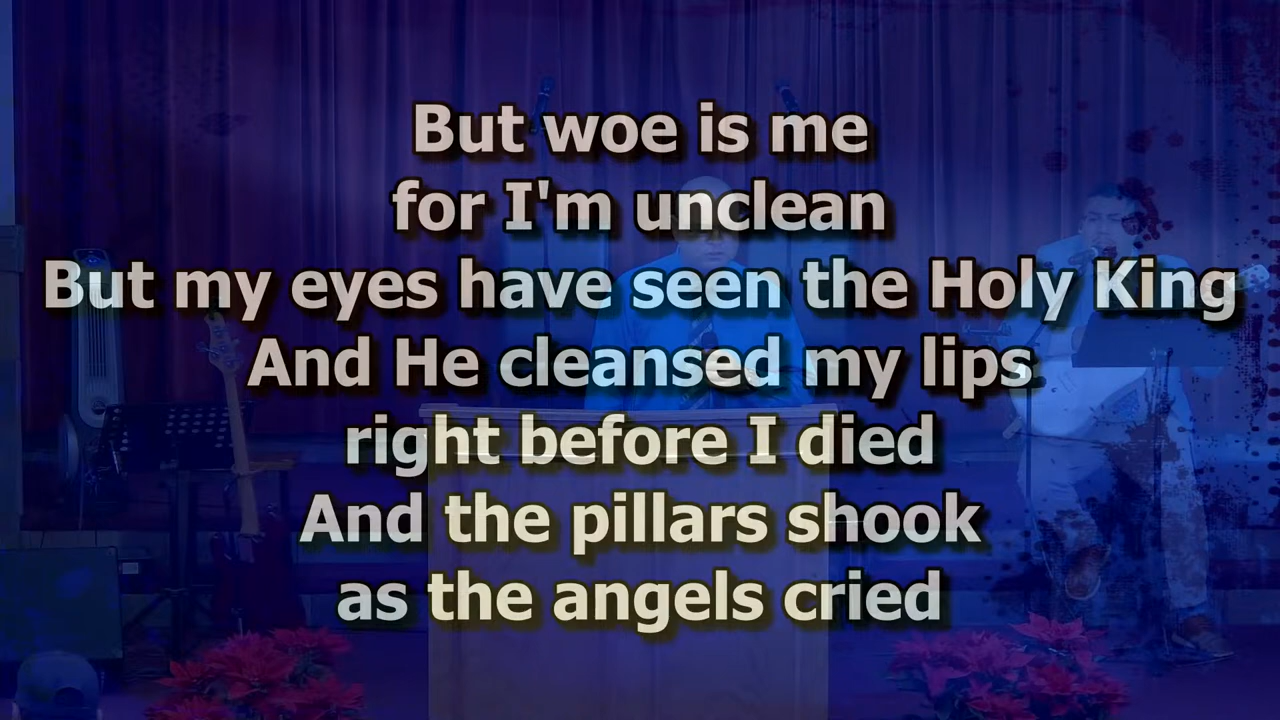 But woe is me
for I'm unclean
But my eyes have seen the Holy King
And He cleansed my lips
right before I died
And the pillars shook
as the angels cried